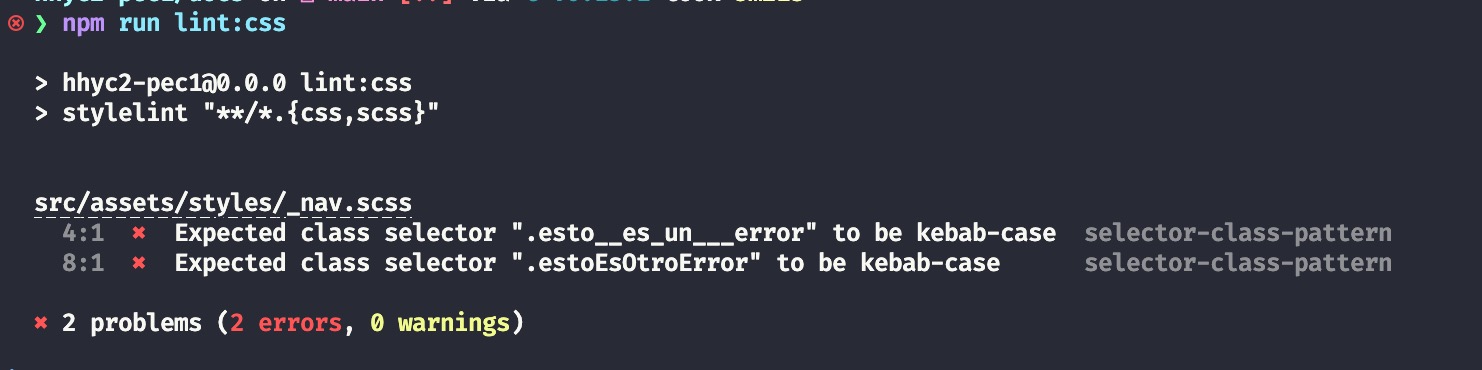 ❯ npm run lint:css
> hhyc2-pec1@0.0.0 lint:css
> stylelint "**/*.{css,scss}"
src/assets/styles/_nav.scss
4:1 ✖ Expected class selector ".esto__es_un___error" to be kebab-case selector-class-pattern
8:1 ✖ Expected class selector ".estoEsOtroError" to be kebab-case selector-class-pattern
✖ 2 problems (2 errors, 0 warnings)